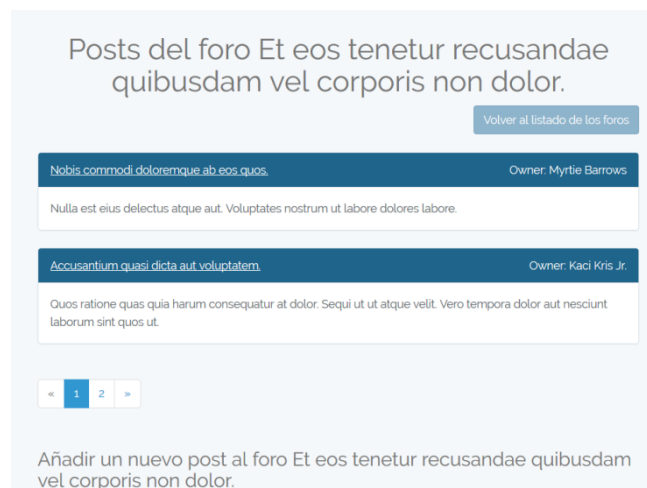 Posts del foro Et eos tenetur recusandae
quibusdam vel corporis non dolor.
Volver al listado de los foros
Nobis commodi doloremque ab eos quos. Owner: Myrtie Barrows
Nulla est eius delectus atque aut. Voluptates nostrum ut labore dolores labore.
Accusantium quasi dicta aut voluptatem. Owner: Kaci Kris Jr.
Quos ratione quas quia harum consequatur at dolor. Sequi ut ut atque velit. Vero tempora dolor aut nesciunt
laborum sint quos ut.
« 1 2 »
Añadir un nuevo post al foro Et eos tenetur recusandae quibusdam
vel corporis non dolor.